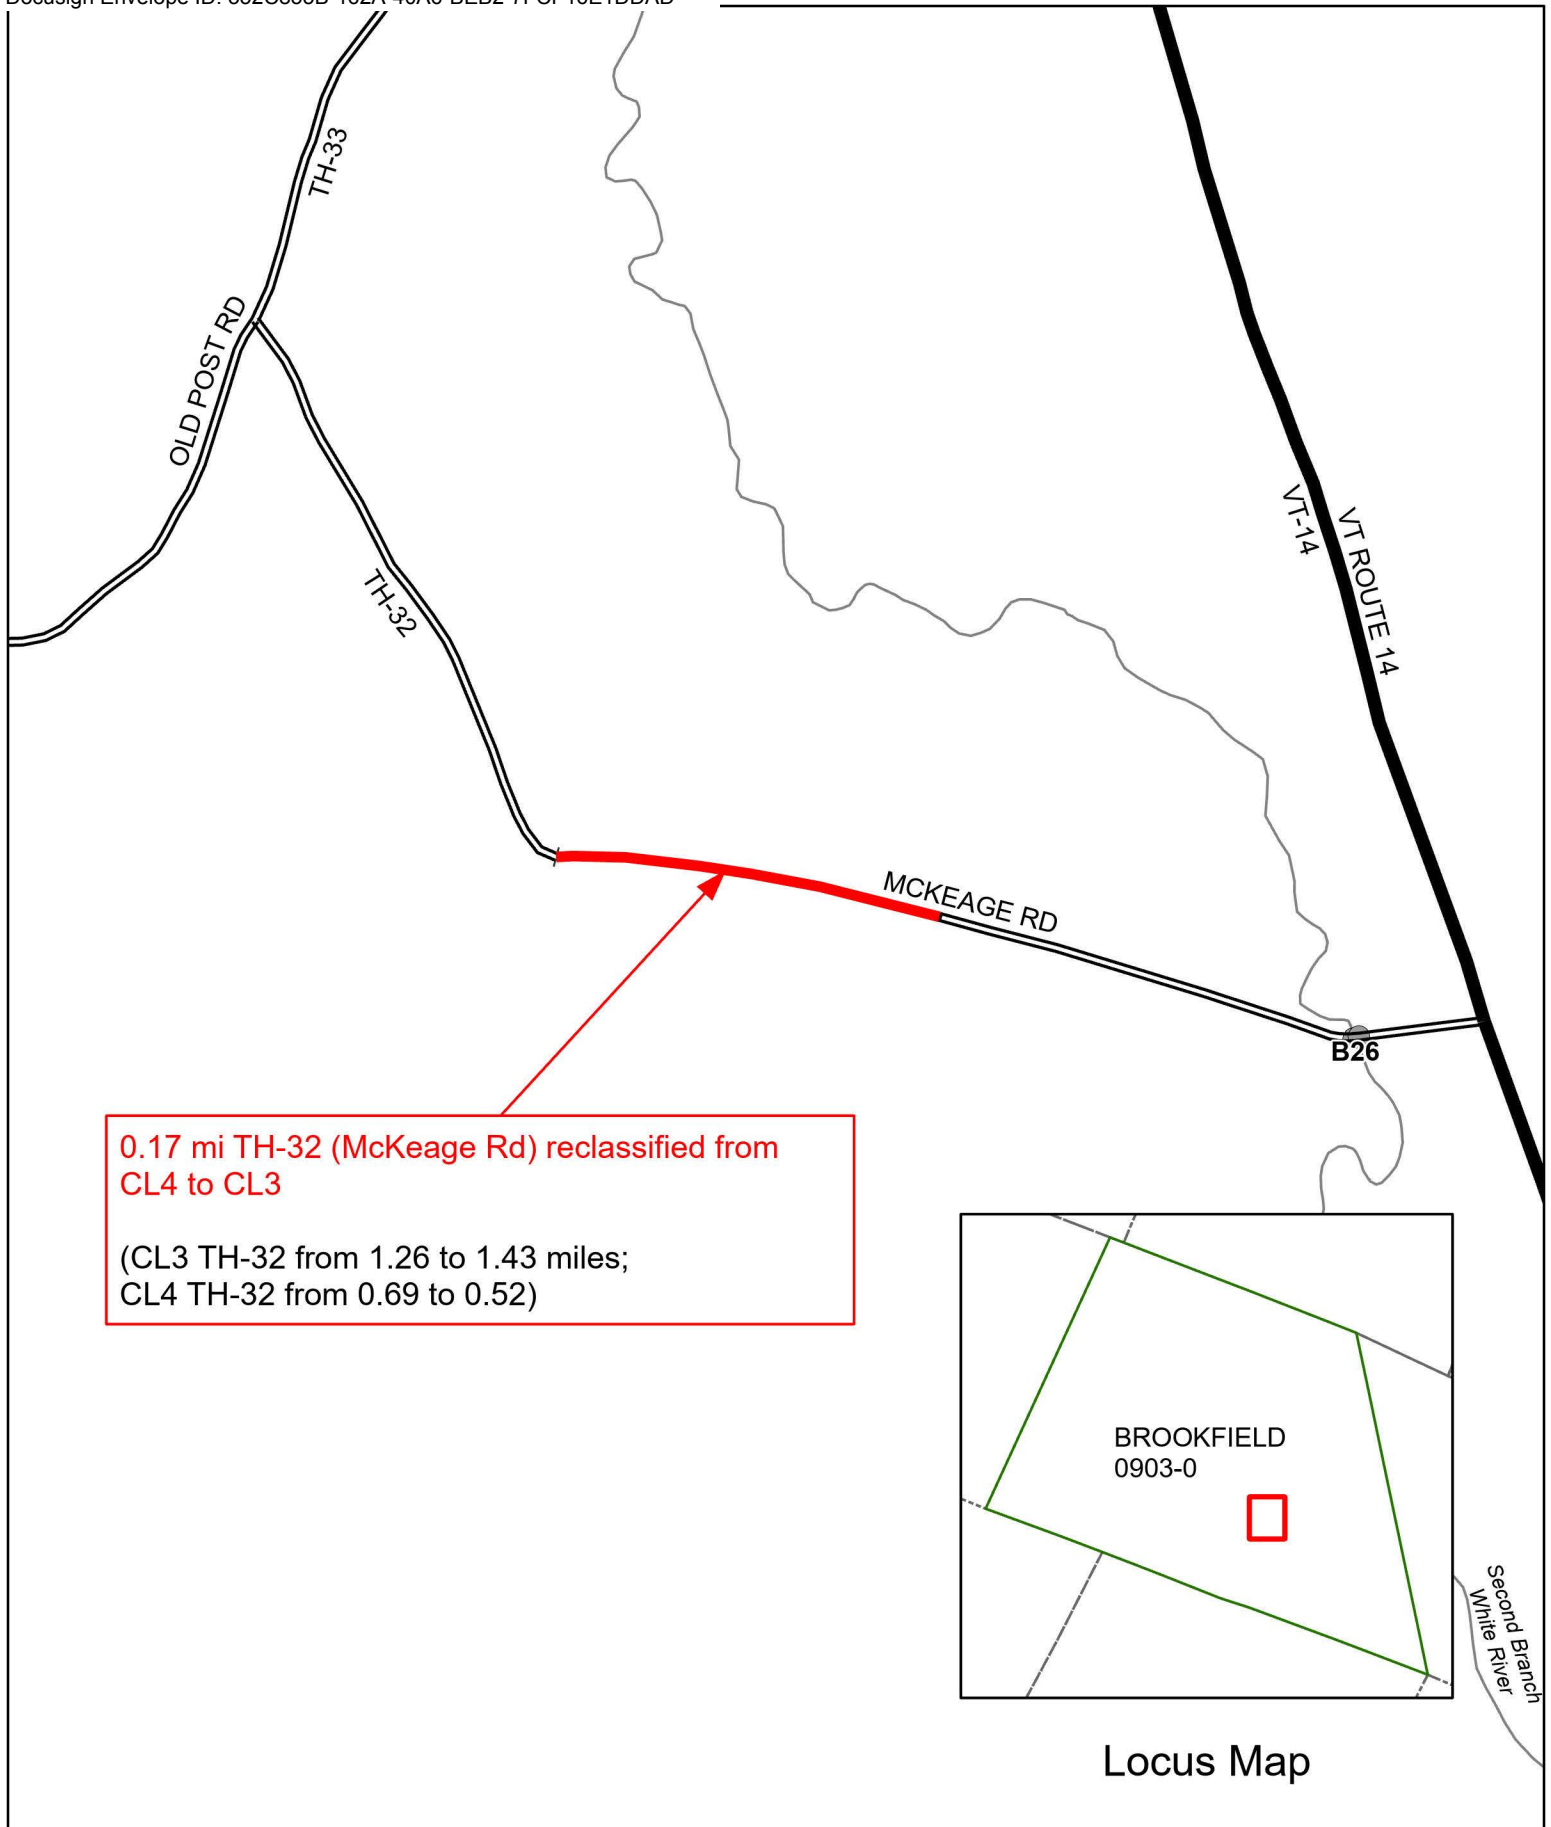 TH-33
OLD POST RD
TH-32
VT-14
VT ROUTE 14
MCKEAGE RD
B26
0.17 mi TH-32 (McKeage Rd) reclassified from
CL4 to CL3
(CL3 TH-32 from 1.26 to 1.43 miles;
CL4 TH-32 from 0.69 to 0.52)
BROOKFIELD
0903-0
Second Branch
White River
Locus Map